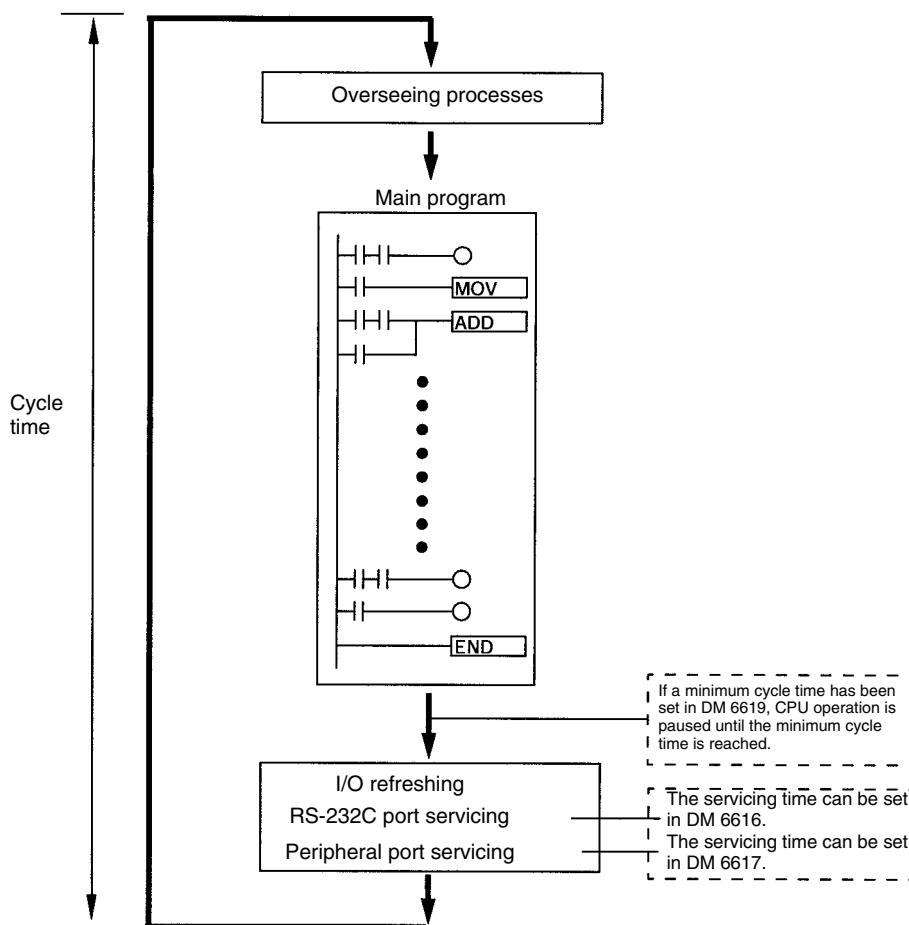 Overseeing processes
Main program
MOV
ADD
Cycle
time
END
If a minimum cycle time has been
set in DM 6619, CPU operation is
paused until the minimum cycle
time is reached.
I/O refreshing
RS-232C port servicing
Peripheral port servicing
The servicing time can be set
in DM 6616.
The servicing time can be set
in DM 6617.